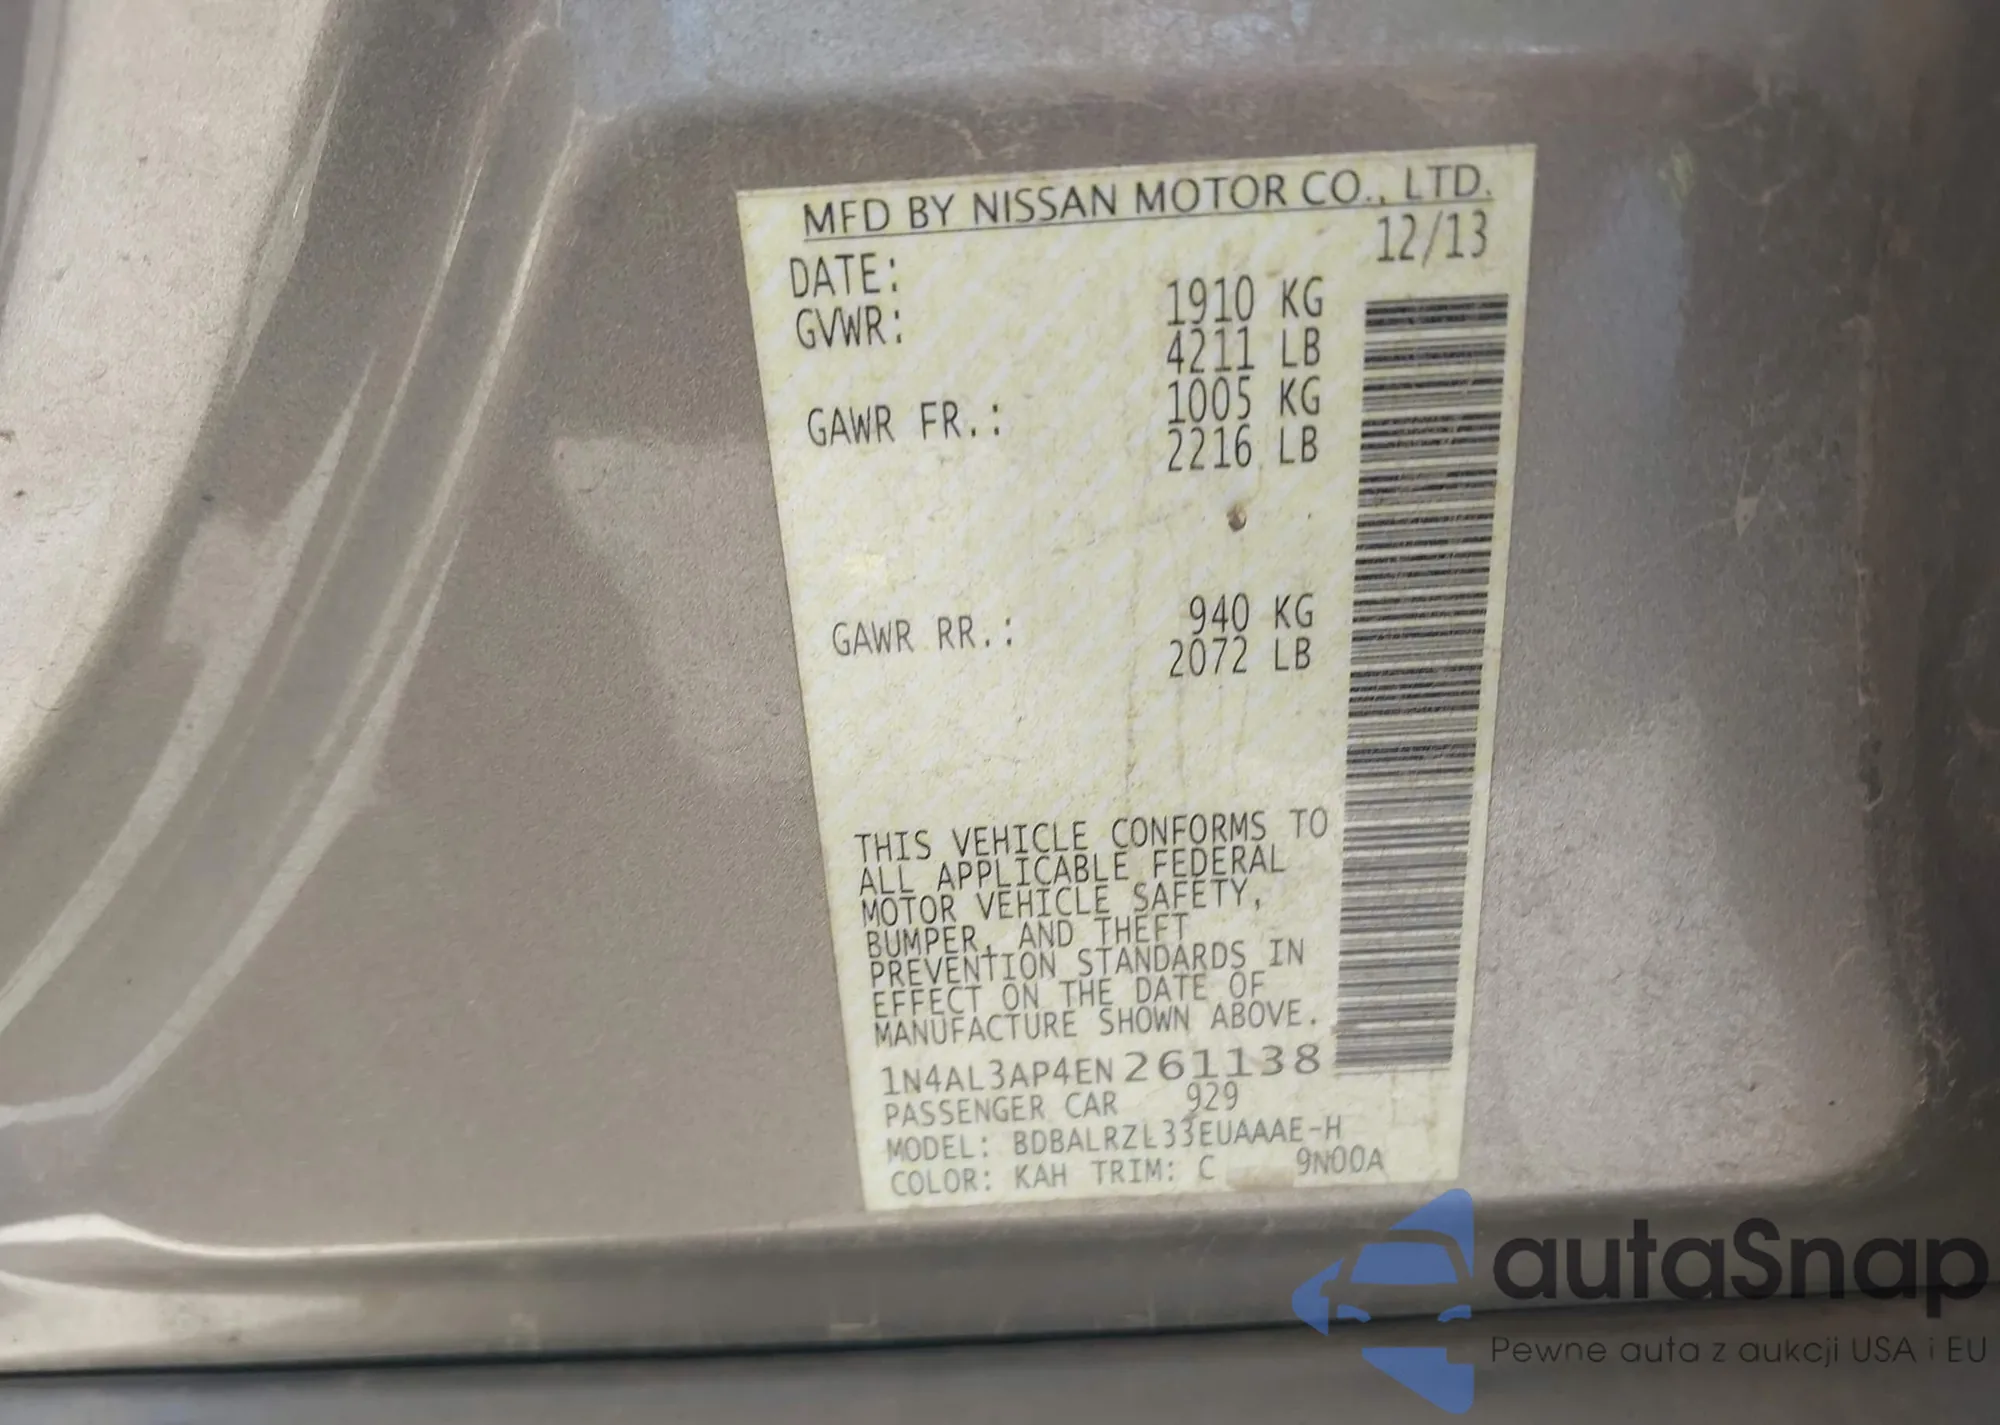 MFD BY NISSAN MOTOR CO., LTD.
DATE: 12/13
GVWR: 1910 KG
4211 LB
GAWR FR.: 1005 KG
2216 LB
GAWR RR.: 940 KG
2072 LB
THIS VEHICLE CONFORMS TO
ALL APPLICABLE FEDERAL
MOTOR VEHICLE SAFETY,
BUMPER, AND THEFT
PREVENTION STANDARDS IN
EFFECT ON THE DATE OF
MANUFACTURE SHOWN ABOVE.
1N4AL3AP4EN261138
PASSENGER CAR 929
MODEL: BDBALRZL33EUAAAE-H
COLOR: KAH TRIM: C 9N00A
autaSnap
Pewne auta z aukcji USA i EU